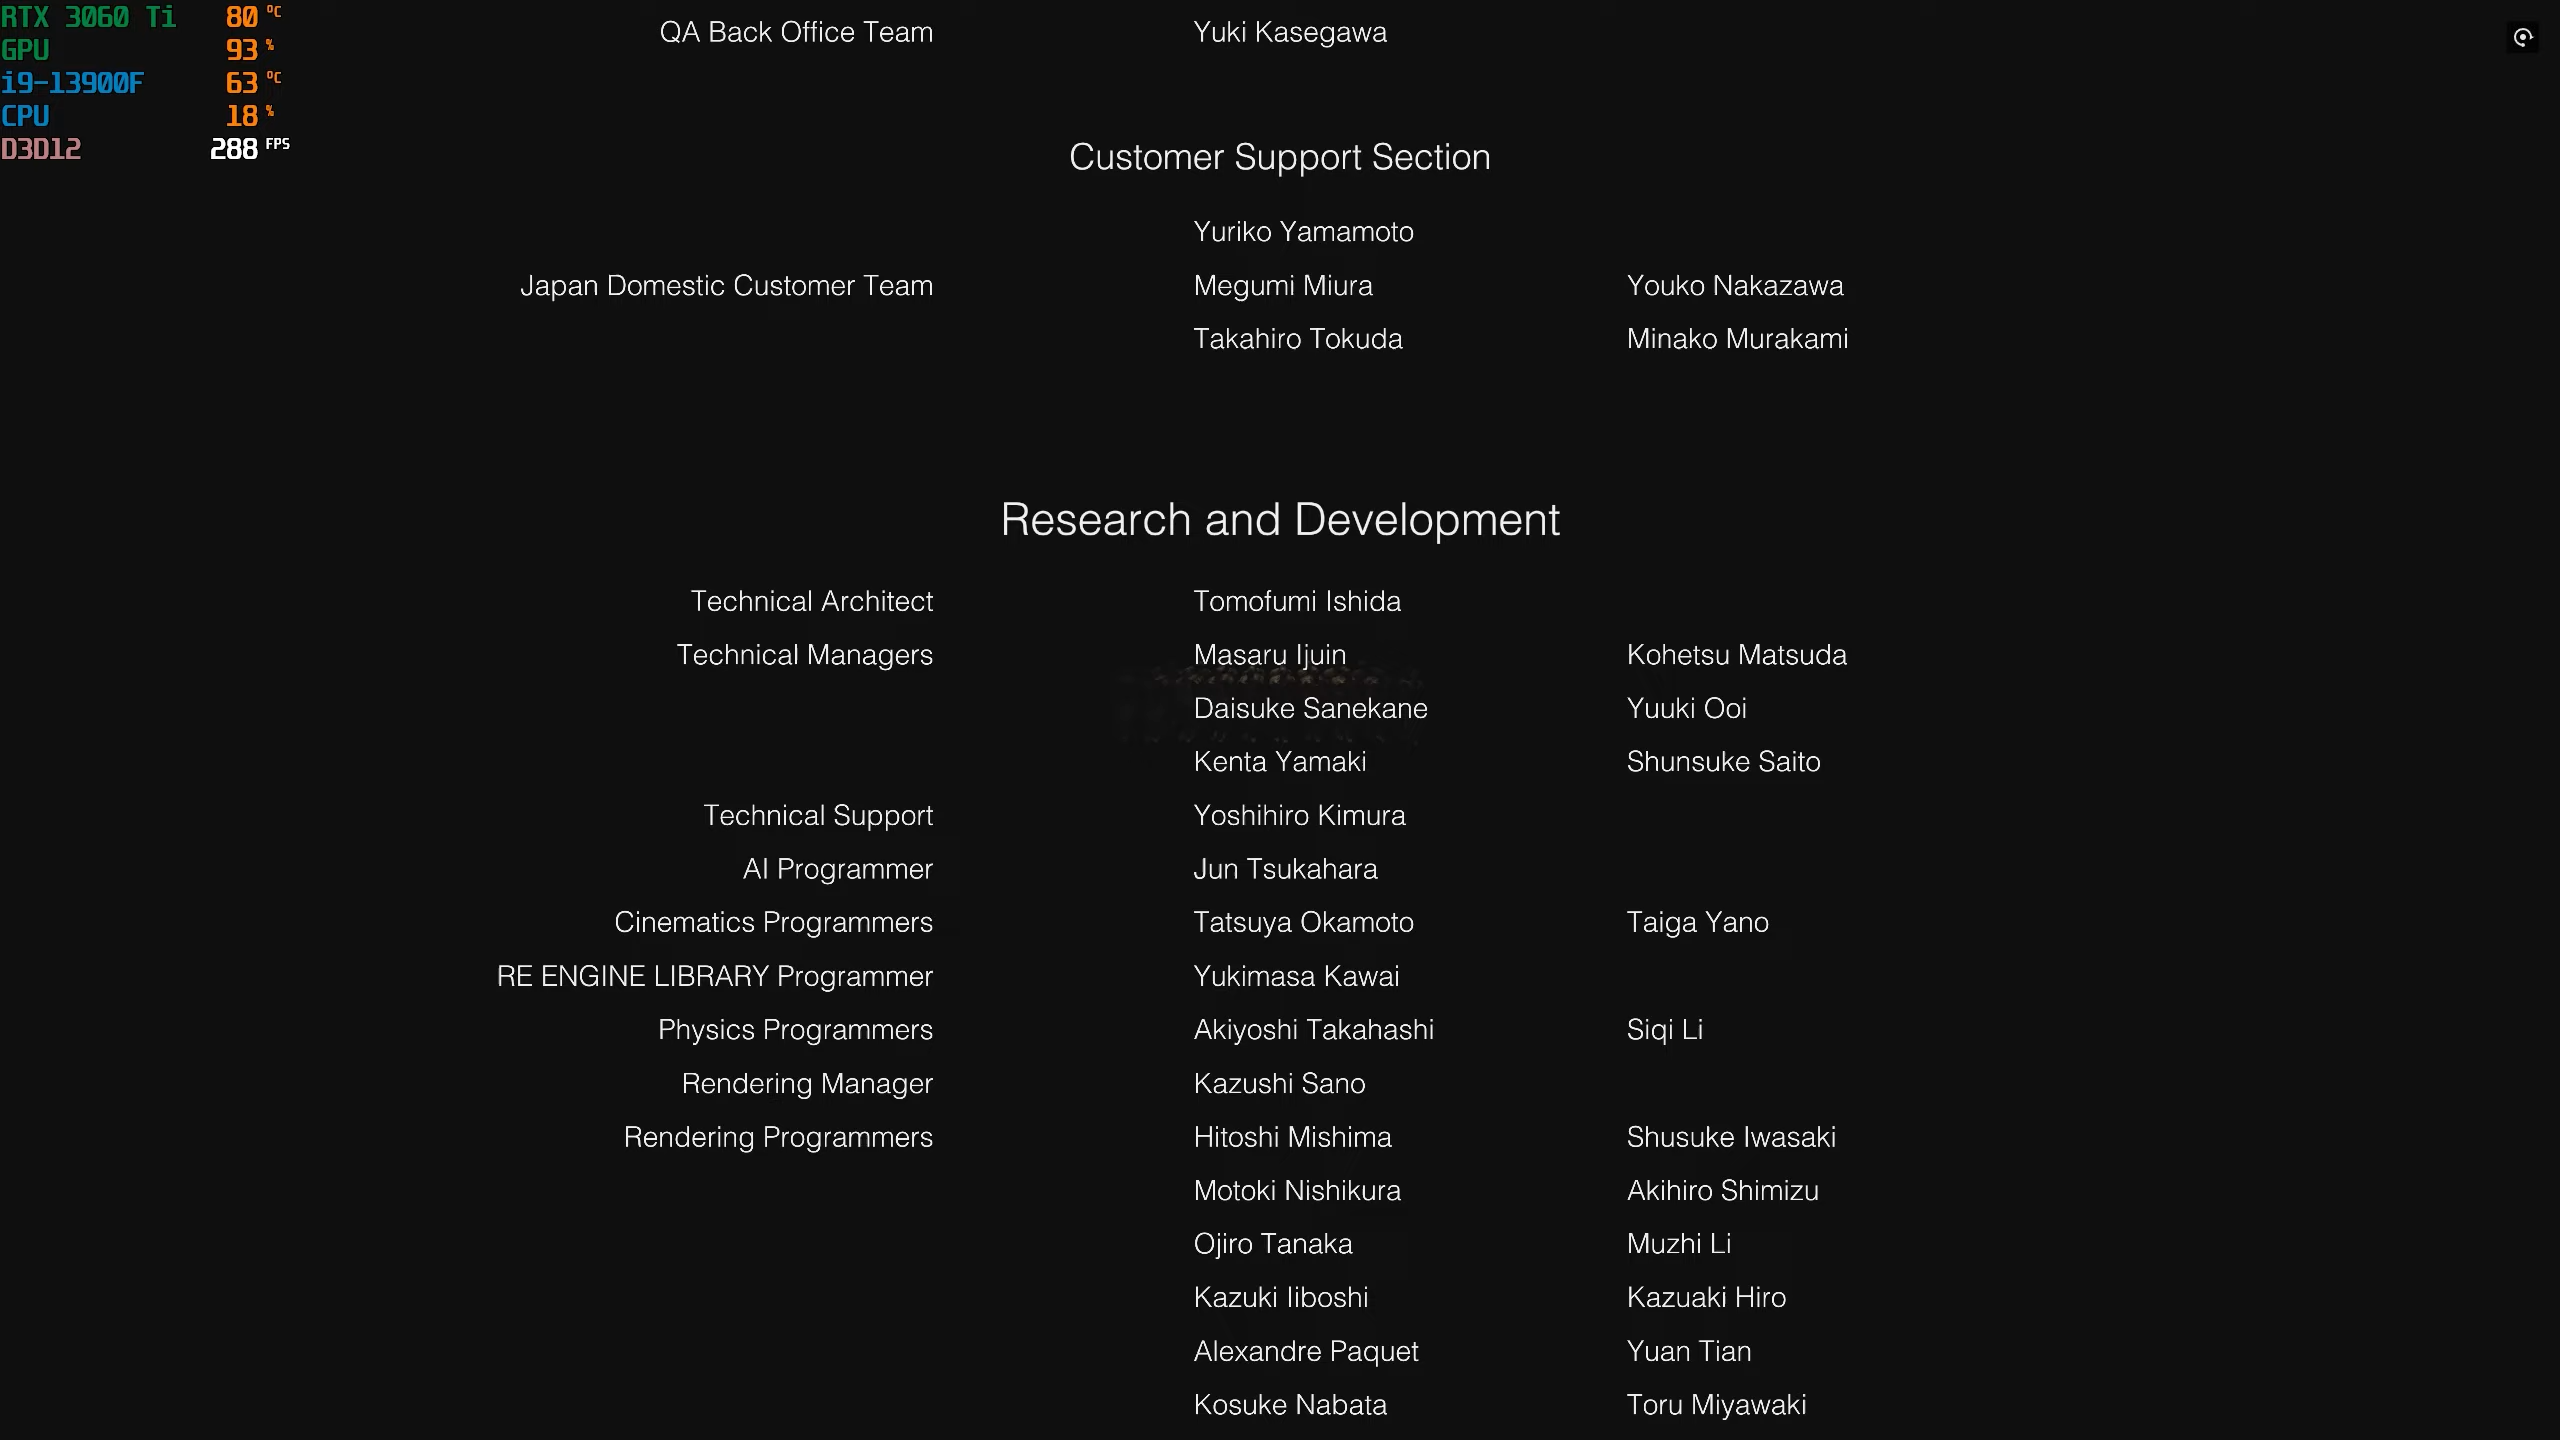 RTX 3060 Ti 80 °C
GPU 93 %
i9-13900F 63 °C
CPU 18 %
D3D12 288 FPS
QA Back Office Team Yuki Kasegawa
Customer Support Section
Yuriko Yamamoto
Japan Domestic Customer Team Megumi Miura Youko Nakazawa
Takahiro Tokuda Minako Murakami
Research and Development
Technical Architect Tomofumi Ishida
Technical Managers Masaru Ijuin Kohetsu Matsuda
Daisuke Sanekane Yuuki Ooi
Kenta Yamaki Shunsuke Saito
Technical Support Yoshihiro Kimura
AI Programmer Jun Tsukahara
Cinematics Programmers Tatsuya Okamoto Taiga Yano
RE ENGINE LIBRARY Programmer Yukimasa Kawai
Physics Programmers Akiyoshi Takahashi Siqi Li
Rendering Manager Kazushi Sano
Rendering Programmers Hitoshi Mishima Shusuke Iwasaki
Motoki Nishikura Akihiro Shimizu
Ojiro Tanaka Muzhi Li
Kazuki Iiboshi Kazuaki Hiro
Alexandre Paquet Yuan Tian
Kosuke Nabata Toru Miyawaki